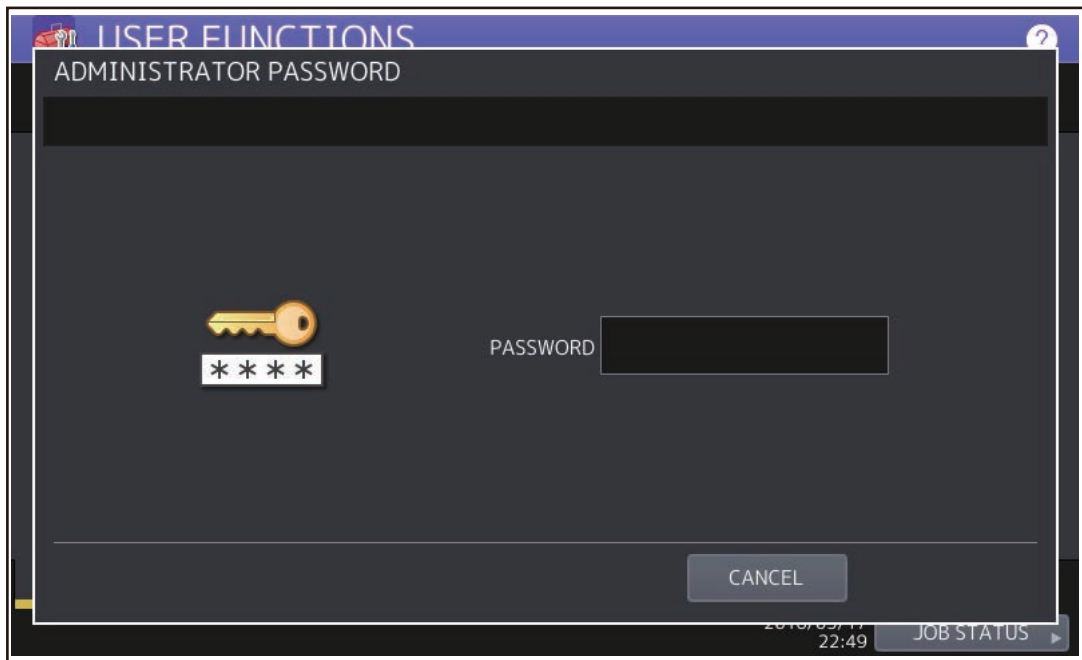 USER FUNCTIONS
?
ADMINISTRATOR PASSWORD
PASSWORD
* * * *
CANCEL
22:49
JOB STATUS